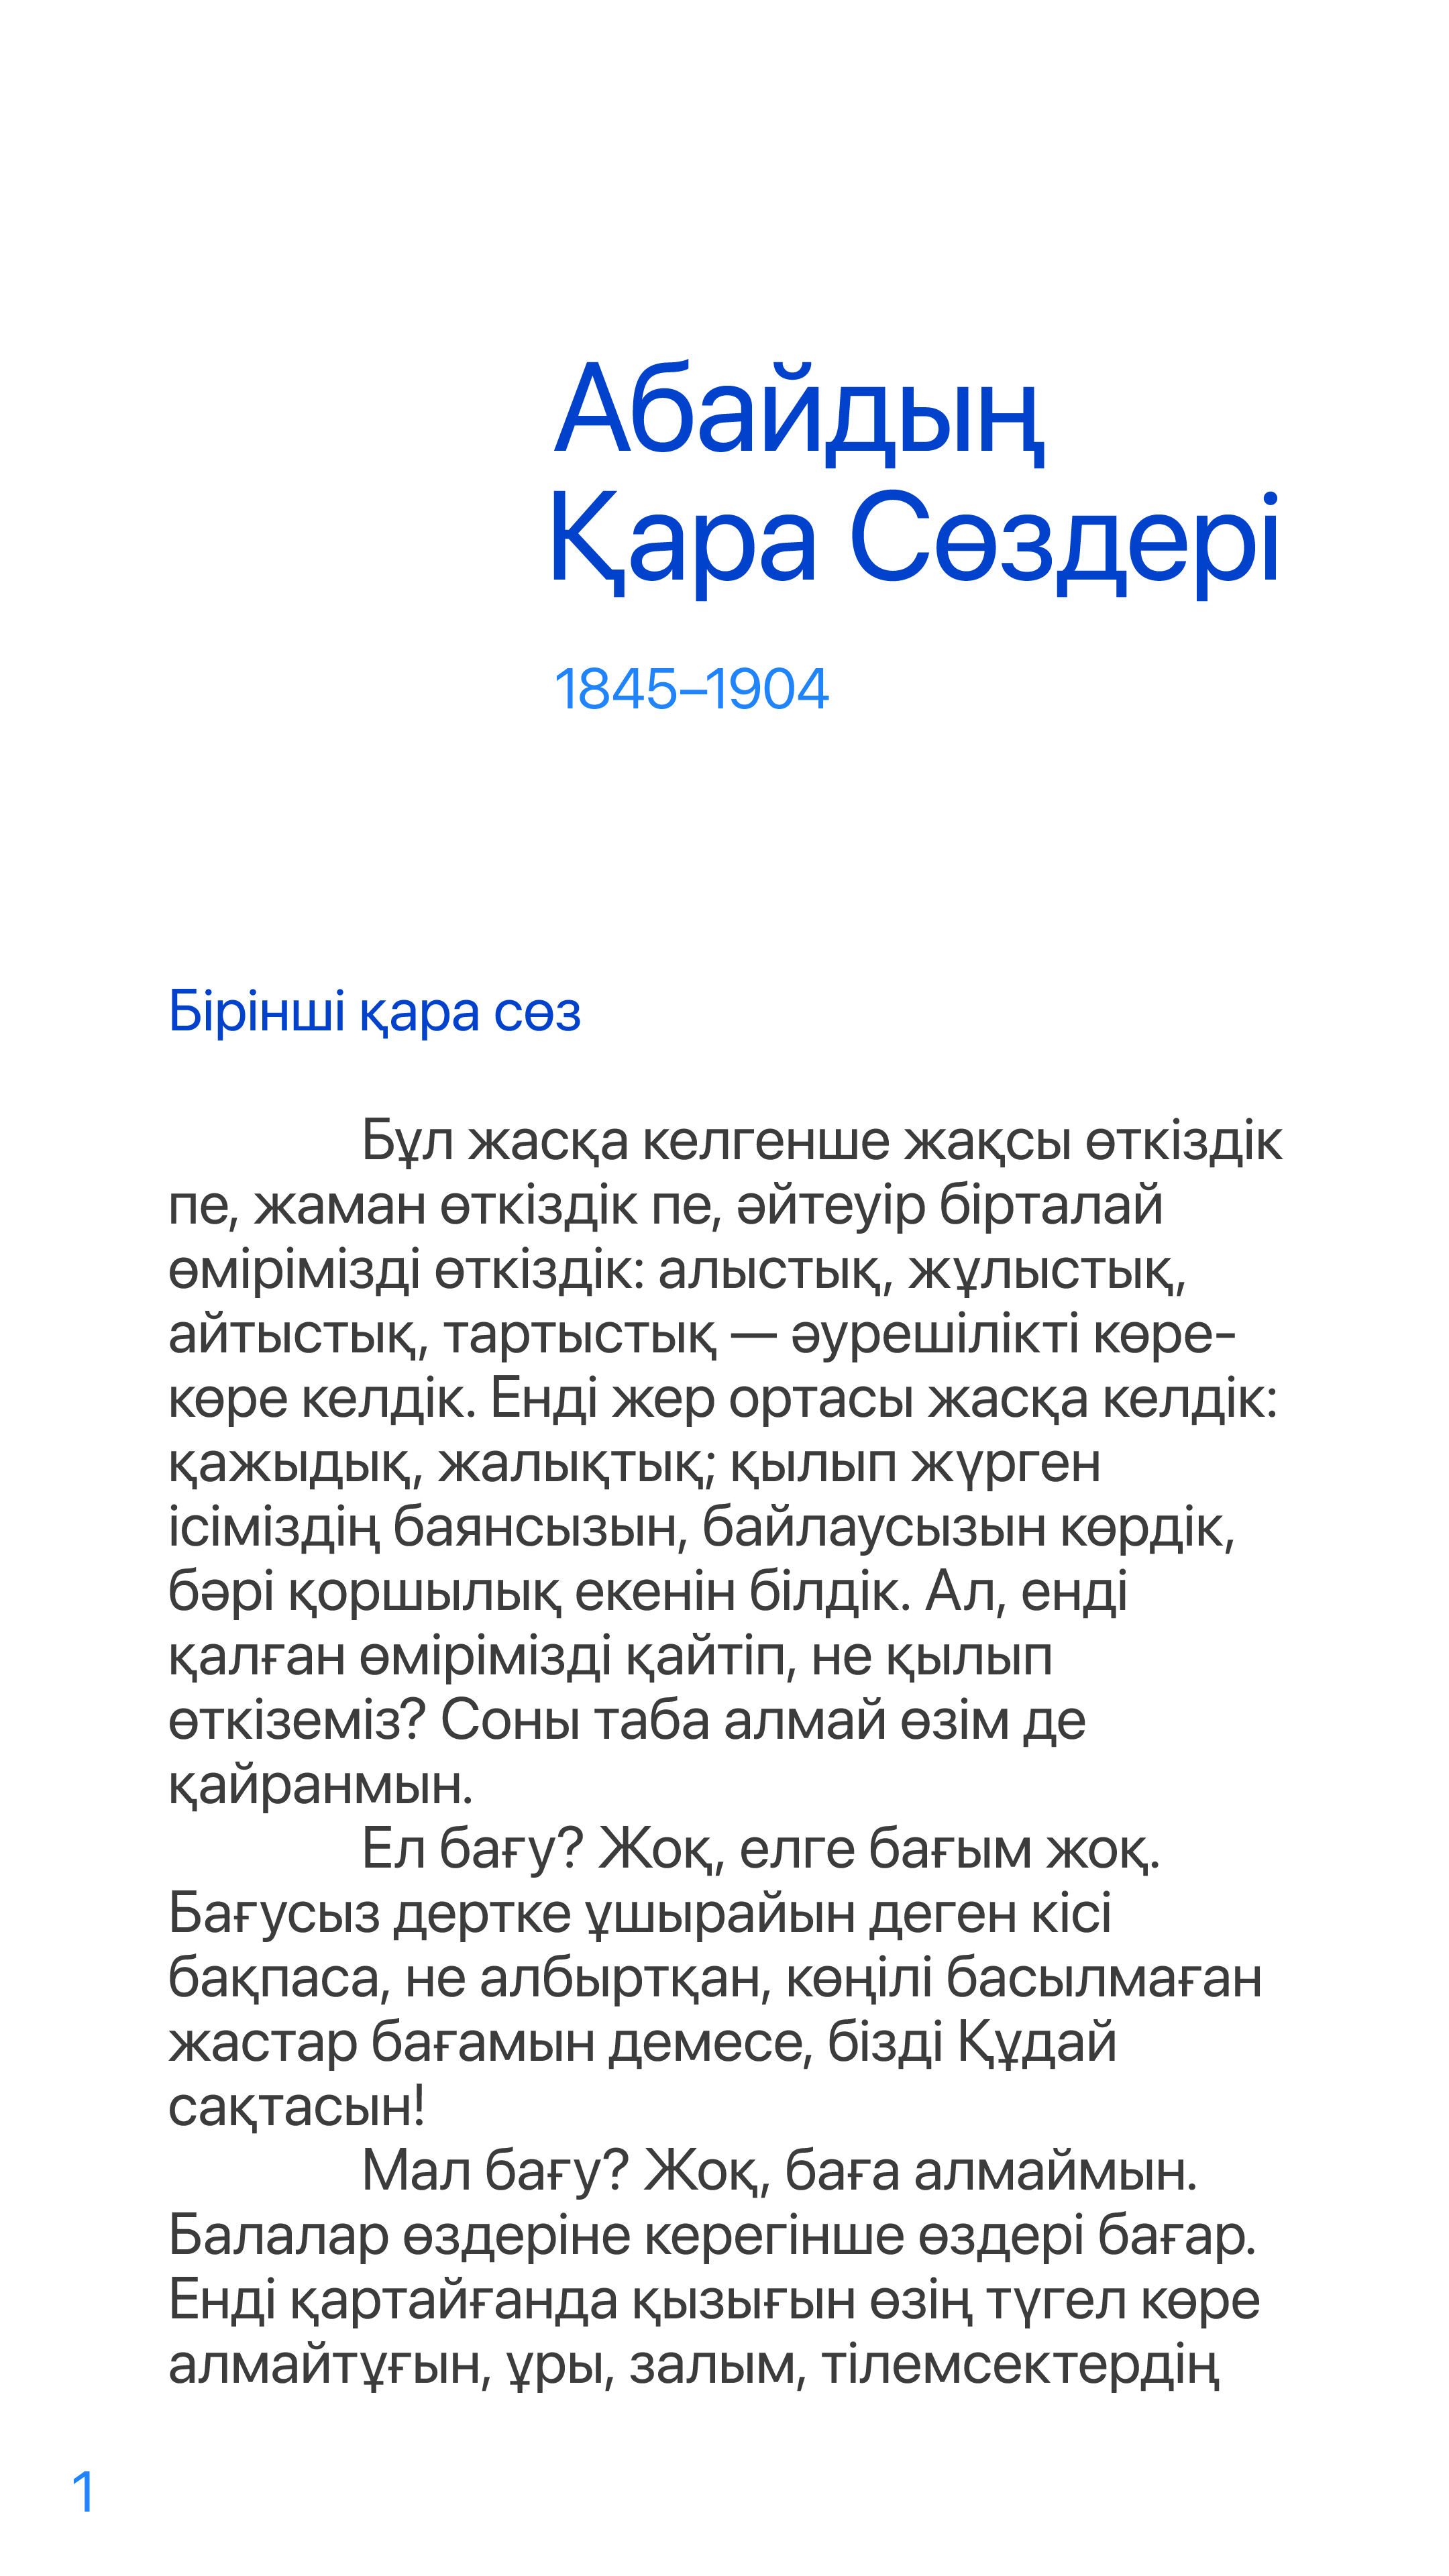 Абайдың
Қара Сөздері
1845–1904
Бірінші қара сөз
Бұл жасқа келгенше жақсы өткіздік
пе, жаман өткіздік пе, әйтеуір бірталай
өмірімізді өткіздік: алыстық, жұлыстық,
айтыстық, тартыстық — әурешілікті көре-
көре келдік. Енді жер ортасы жасқа келдік:
қажыдық, жалықтық; қылып жүрген
ісіміздің баянсызын, байлаусызын көрдік,
бәрі қоршылық екенін білдік. Ал, енді
қалған өмірімізді қайтіп, не қылып
өткіземіз? Соны таба алмай өзім де
қайранмын.
Ел бағу? Жоқ, елге бағым жоқ.
Бағусыз дертке ұшырайын деген кісі
бақпаса, не албыртқан, көңілі басылмаған
жастар бағамын демесе, бізді Құдай
сақтасын!
Мал бағу? Жоқ, баға алмаймын.
Балалар өздеріне керегінше өздері бағар.
Енді қартайғанда қызығын өзің түгел көре
алмайтұғын, ұры, залым, тілемсектердің
1